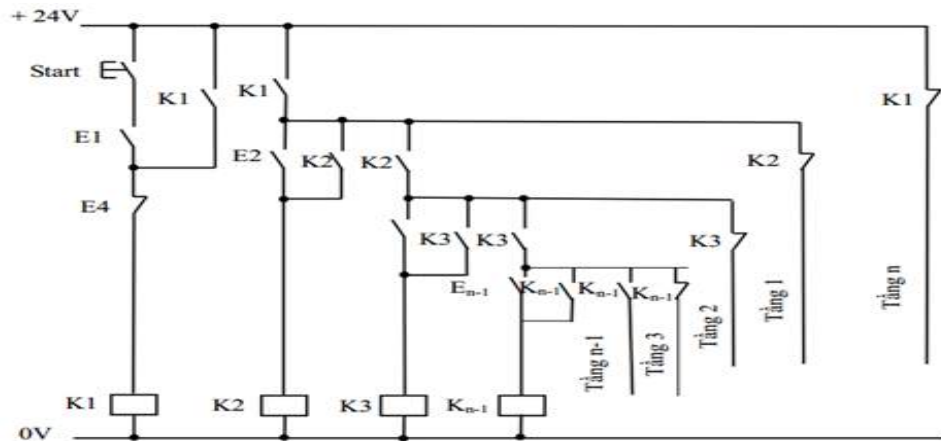 + 24V
Start
K1
K1
K1
E1
E2
K2
K2
K2
E4
K3
K3
K3
En-1
Kn-1
Kn-1
Kn-1
Tầng n-1
Tầng 3
Tầng 2
Tầng 1
Tầng n
K1
K2
K3
Kn-1
0V